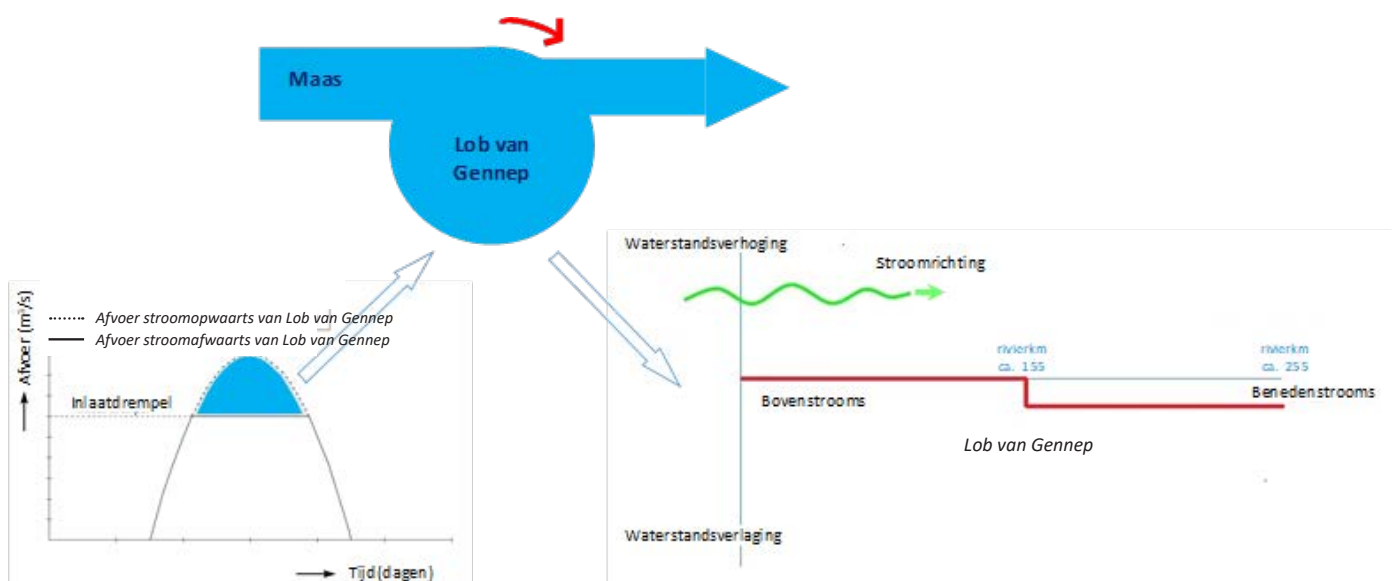 Maas
Lob van
Gennep
Afvoer (m³/s)
Afvoer stroomopwaarts van Lob van Gennep
Afvoer stroomafwaarts van Lob van Gennep
Inlaatdrempel
Tijd (dagen)
Waterstandsverhoging
Stroomrichting
rivierkm
ca. 155
rivierkm
ca. 255
Bovenstrooms
Benedenstrooms
Lob van Gennep
Waterstandsverlaging